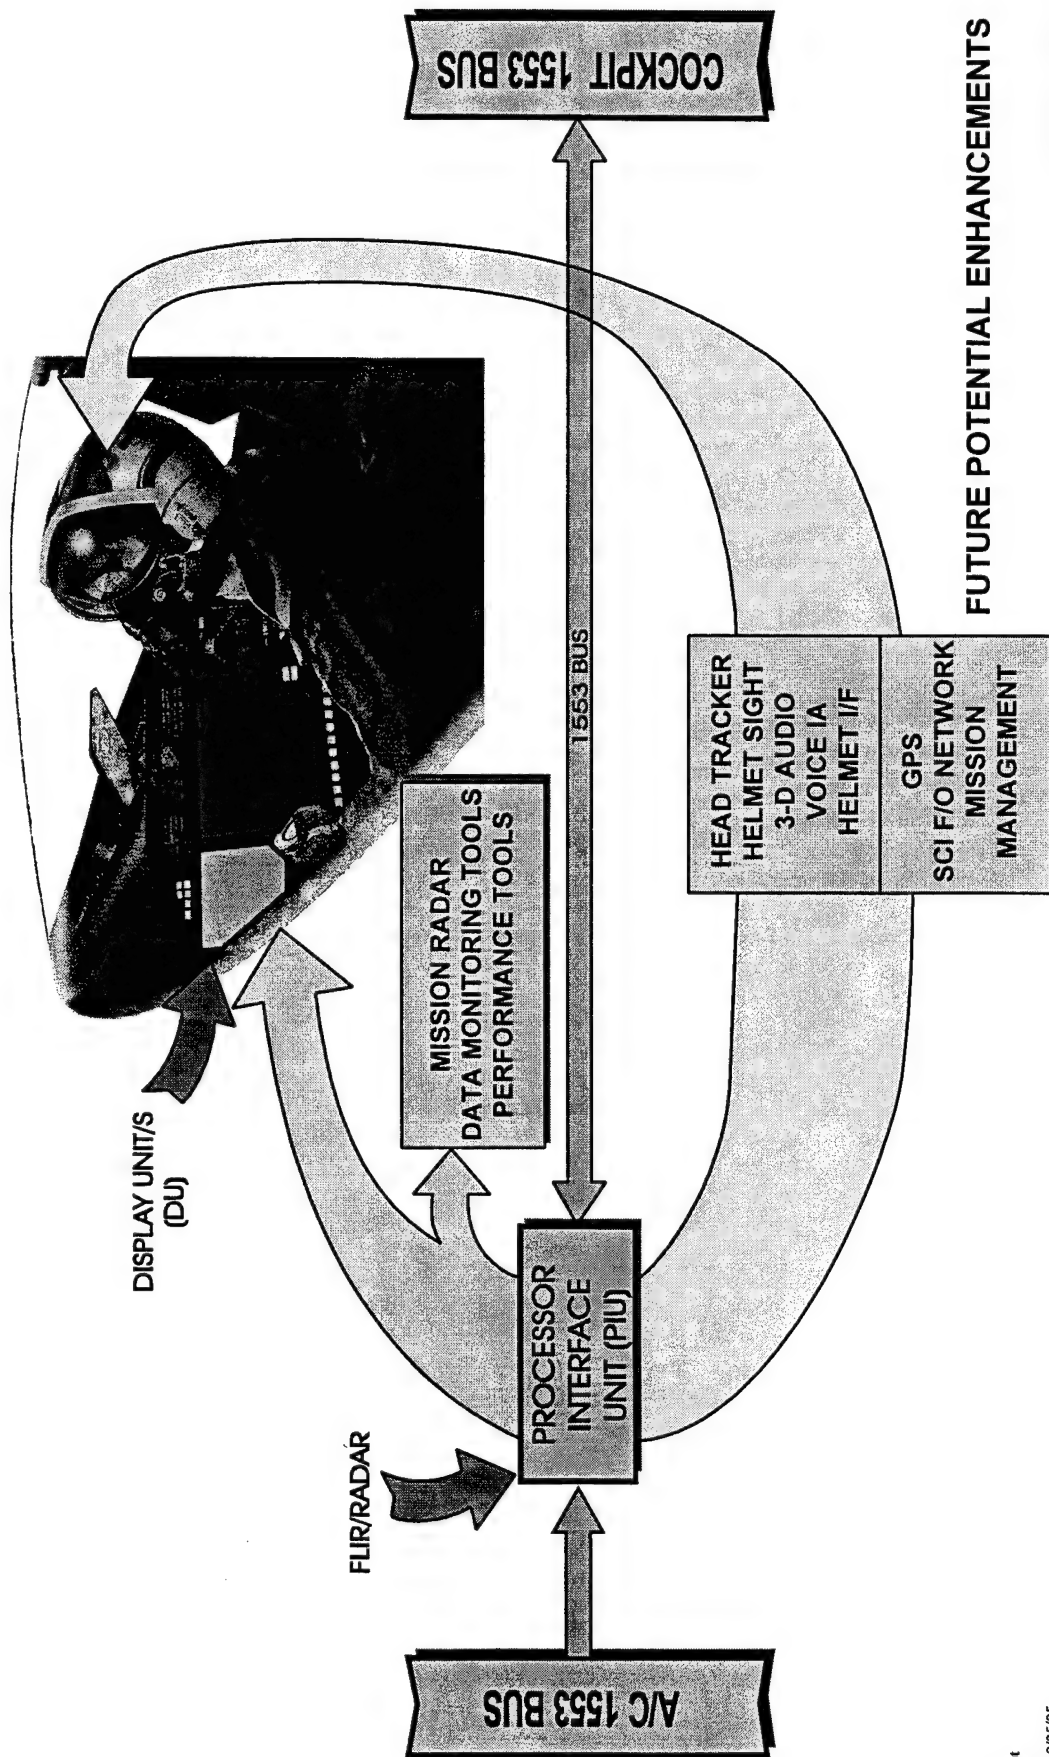 DISPLAY UNIT/S
(DU)
FLIR/RADAR
MISSION RADAR
DATA MONITORING TOOLS
PERFORMANCE TOOLS
A/C 1553 BUS
PROCESSOR
INTERFACE
UNIT (PIU)
1553 BUS
COCKPIT 1553 BUS
HEAD TRACKER
HELMET SIGHT
3-D AUDIO
VOICE IA
HELMET I/F
GPS
SCI F/O NETWORK
MISSION
MANAGEMENT
FUTURE POTENTIAL ENHANCEMENTS